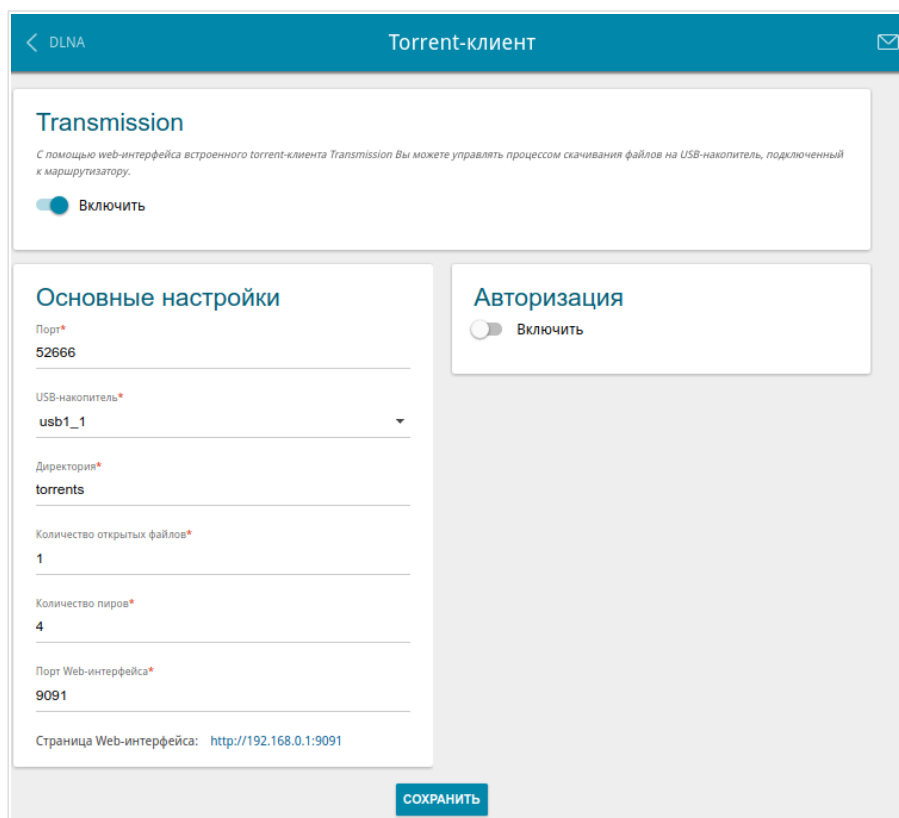 DLNA
Torrent-клиент
Transmission
С помощью web-интерфейса встроенного torrent-клиента Transmission Вы можете управлять процессом скачивания файлов на USB-накопитель, подключенный
к маршрутизатору.
Включить
Основные настройки
Порт*
52666
USB-накопитель*
usb1_1
Директория*
torrents
Количество открытых файлов*
1
Количество пиров*
4
Порт Web-интерфейса*
9091
Страница Web-интерфейса: http://192.168.0.1:9091
Авторизация
Включить
СОХРАНИТЬ